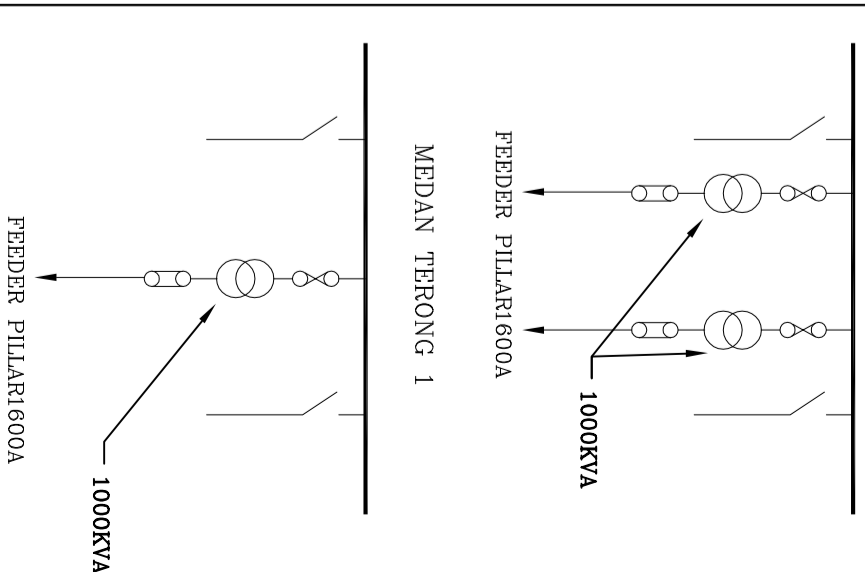 FEEDER PILLAR1600A
1000KVA
MEDAN TERONG 1
FEEDER PILLAR1600A
1000KVA